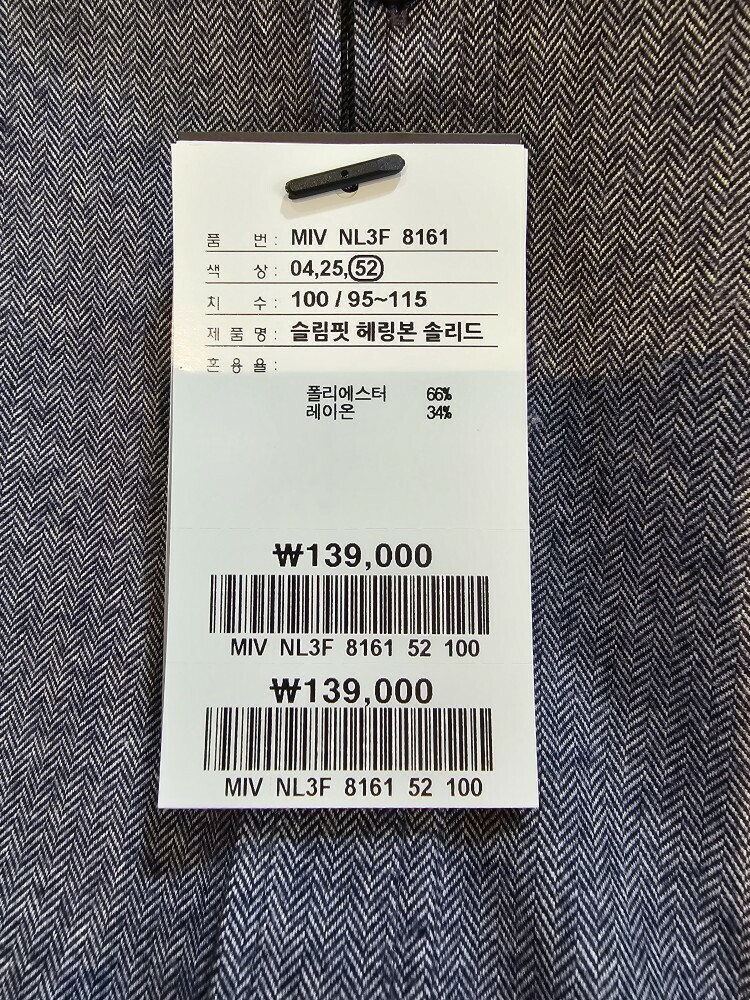 품 번 : MIV NL3F 8161
색 상 : 04,25,52
치 수 : 100 / 95~115
제 품 명 : 슬림핏 헤링본 솔리드
혼 용 율 :
폴리에스터 66%
레이온 34%
₩139,000
MIV NL3F 8161 52 100
₩139,000
MIV NL3F 8161 52 100